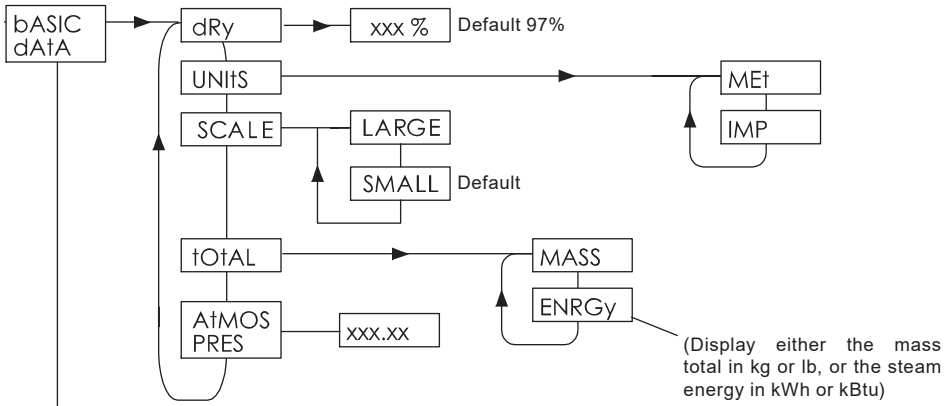 bASIC
dAtA
dRy
xxx %
Default 97%
UNItS
MEt
IMP
SCALE
LARGE
SMALL
Default
tOtAL
MASS
ENRGy
AtMOS
PRES
xxx.xx
(Display either the mass
total in kg or lb, or the steam
energy in kWh or kBtu)